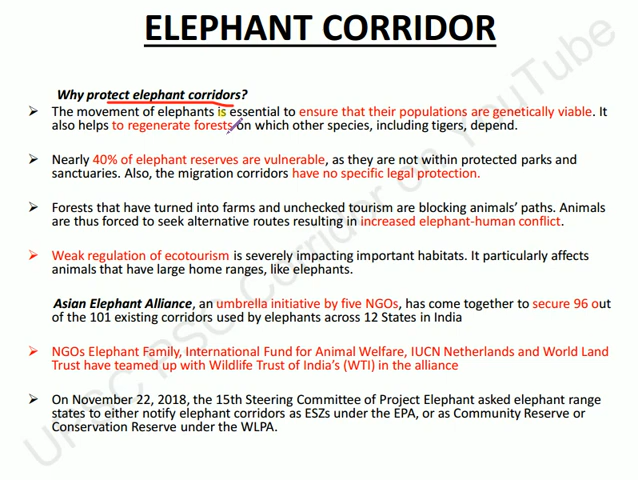 ELEPHANT CORRIDOR
Why protect elephant corridors?
➢ The movement of elephants is essential to ensure that their populations are genetically viable. It
also helps to regenerate forests on which other species, including tigers, depend.
➢ Nearly 40% of elephant reserves are vulnerable, as they are not within protected parks and
sanctuaries. Also, the migration corridors have no specific legal protection.
➢ Forests that have turned into farms and unchecked tourism are blocking animals' paths. Animals
are thus forced to seek alternative routes resulting in increased elephant-human conflict.
➢ Weak regulation of ecotourism is severely impacting important habitats. It particularly affects
animals that have large home ranges, like elephants.
Asian Elephant Alliance, an umbrella initiative by five NGOs, has come together to secure 96 out
of the 101 existing corridors used by elephants across 12 States in India
➢ NGOs Elephant Family, International Fund for Animal Welfare, IUCN Netherlands and World Land
Trust have teamed up with Wildlife Trust of India's (WTI) in the alliance
➢ On November 22, 2018, the 15th Steering Committee of Project Elephant asked elephant range
states to either notify elephant corridors as ESZs under the EPA, or as Community Reserve or
Conservation Reserve under the WLPA.
UPSC PSC Corridor on YouTube